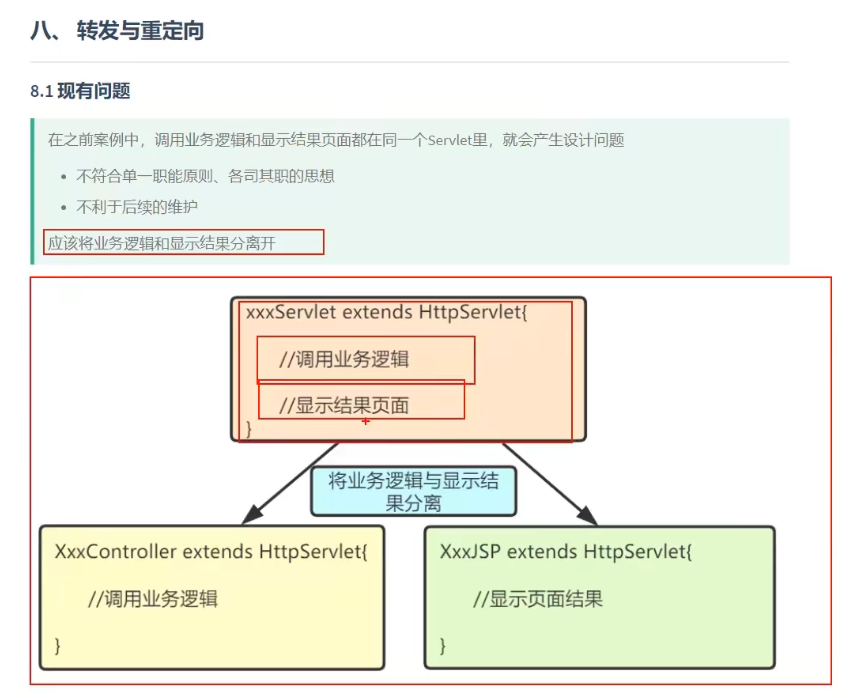 八、 转发与重定向
8.1 现有问题
在之前案例中，调用业务逻辑和显示结果页面都在同一个Servlet里，就会产生设计问题
• 不符合单一职能原则、各司其职的思想
• 不利于后续的维护
应该将业务逻辑和显示结果分离开
xxxServlet extends HttpServlet{
//调用业务逻辑
//显示结果页面
}
将业务逻辑与显示结
果分离
XxxController extends HttpServlet{
//调用业务逻辑
}
XxxJSP extends HttpServlet{
//显示页面结果
}